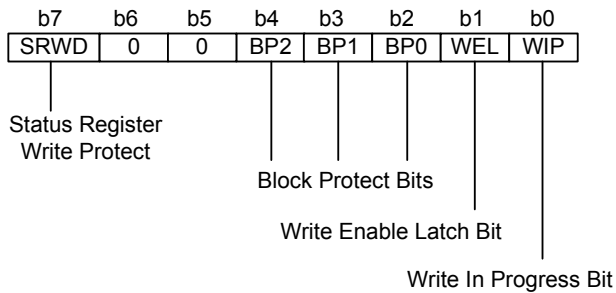 b7 b6 b5 b4 b3 b2 b1 b0
SRWD 0 0 BP2 BP1 BP0 WEL WIP
Status Register
Write Protect
Block Protect Bits
Write Enable Latch Bit
Write In Progress Bit